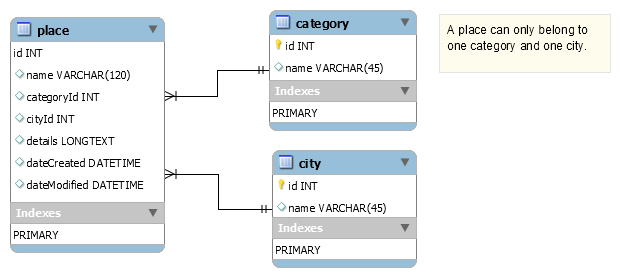 place
id INT
name VARCHAR(120)
categoryId INT
cityId INT
details LONGTEXT
dateCreated DATETIME
dateModified DATETIME
Indexes
PRIMARY
category
id INT
name VARCHAR(45)
Indexes
PRIMARY
city
id INT
name VARCHAR(45)
Indexes
PRIMARY
A place can only belong to
one category and one city.